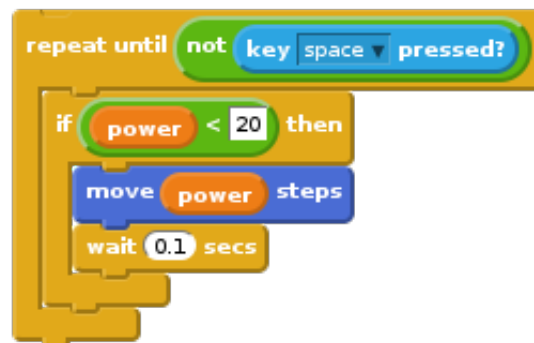 repeat until not key space pressed?
if power < 20 then
move power steps
wait 0.1 secs